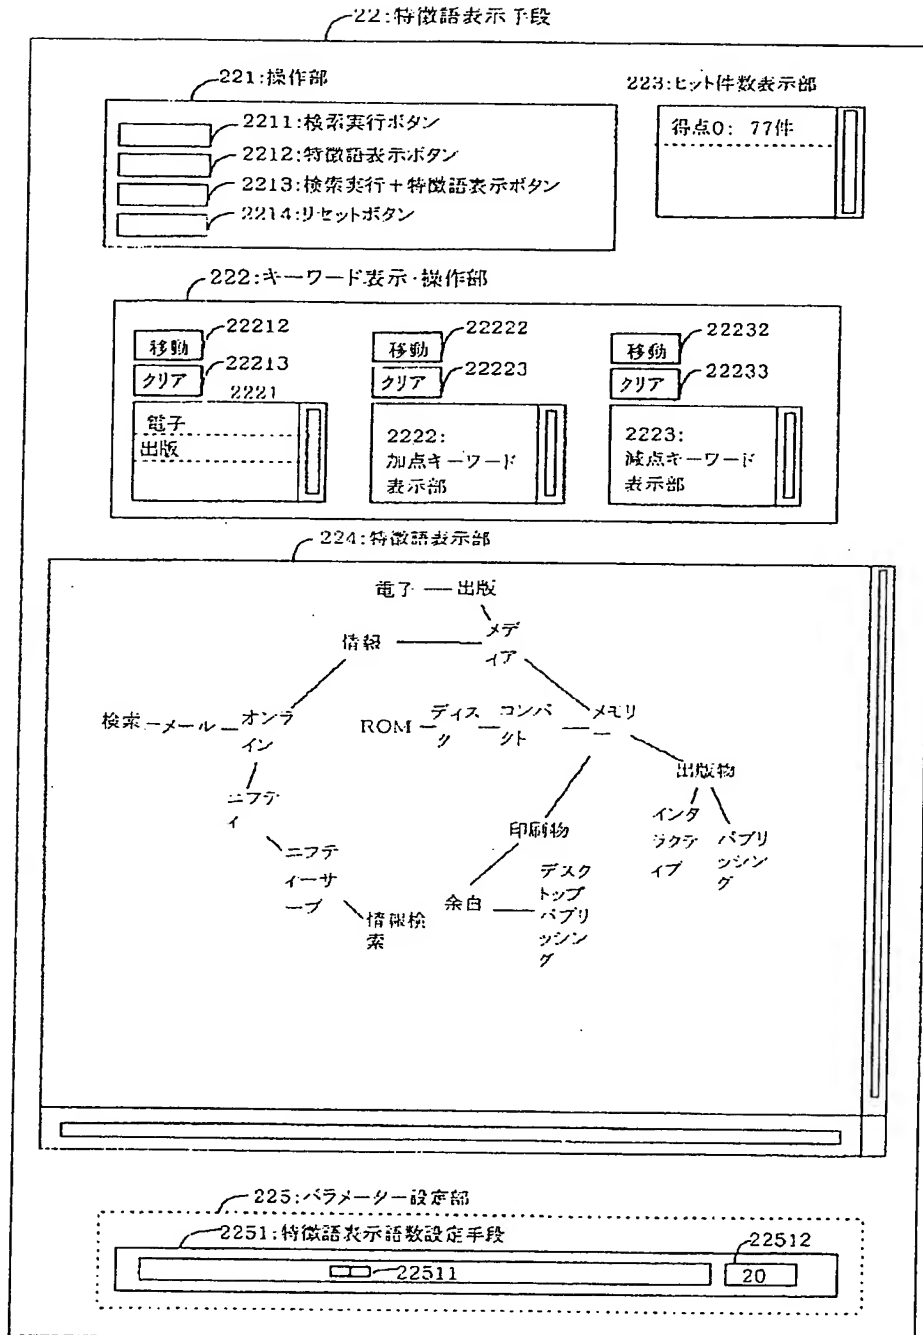 22:特徴語表示手段
221:操作部
2211:検索実行ボタン
2212:特徴語表示ボタン
2213:検索実行+特徴語表示ボタン
2214:リセットボタン
223:ヒット件数表示部
得点0: 77件
222:キーワード表示・操作部
22212
移動
22213
クリア
2221
電子
出版
22222
移動
22223
クリア
2222:
加点キーワード
表示部
22232
移動
22233
クリア
2223:
減点キーワード
表示部
224:特徴語表示部
電子
出版
情報
メデ
ィア
検索
メール
オンラ
イン
ROM
ディス
ク
コンパ
クト
メモリ
ー
出版物
ニフテ
ィ
印刷物
インタ
ラクテ
ィブ
パブリ
ッシン
グ
ニフテ
ィーサ
ーブ
情報検
索
余白
デスク
トップ
パブリ
ッシン
グ
225:パラメーター設定部
2251:特徴語表示語数設定手段
22511
22512
20